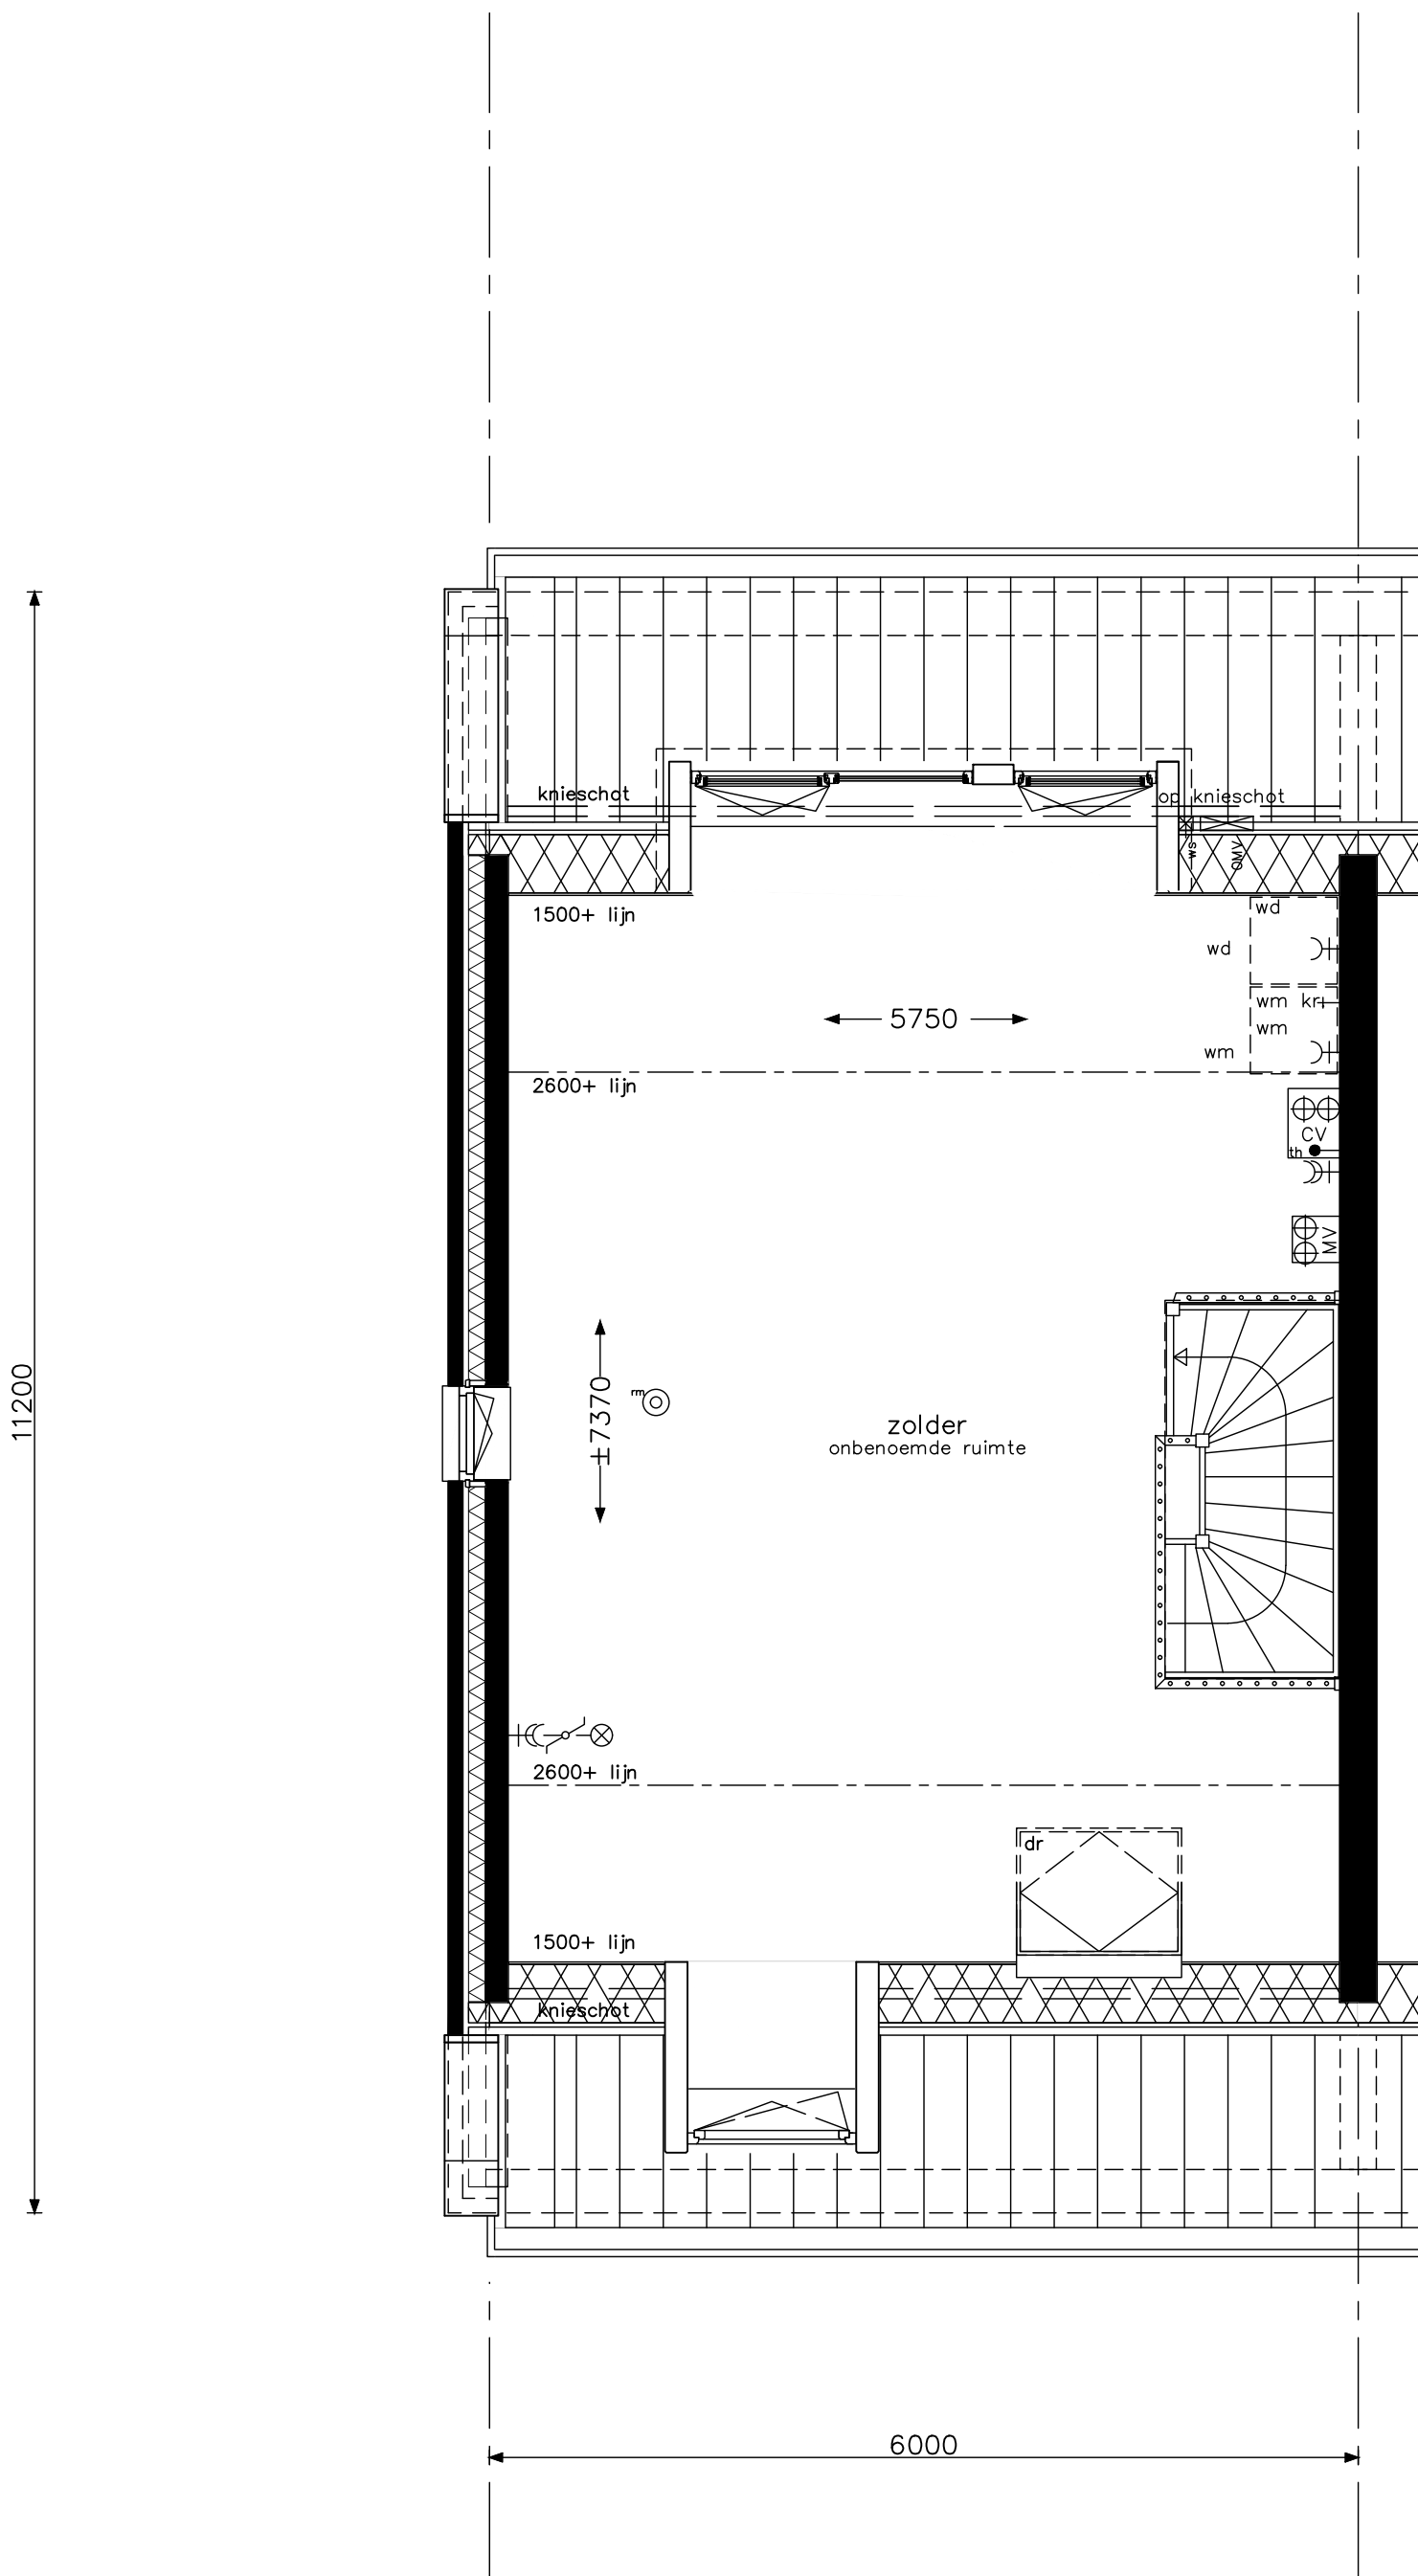 knieschot
op knieschot
ws
OMV
1500+ lijn
wd
wd
5750
wm kr
wm
wm
2600+ lijn
CV
th
MV
11200
±7370
rm
zolder
onbenoemde ruimte
2600+ lijn
dr
1500+ lijn
knieschot
6000